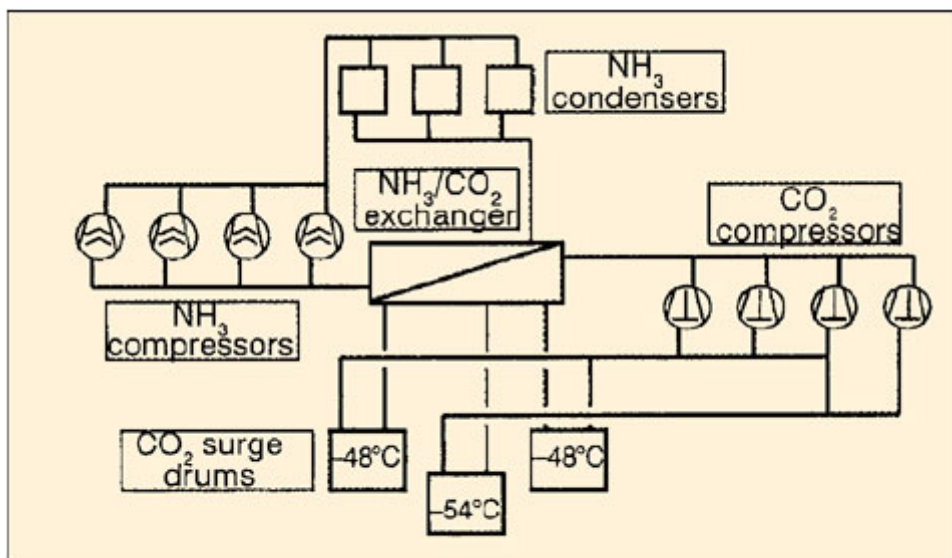 NH₃
condensers
NH₃/CO₂
exchanger
CO₂
compressors
NH₃
compressors
CO₂ surge
drums
–48°C
–54°C
–48°C